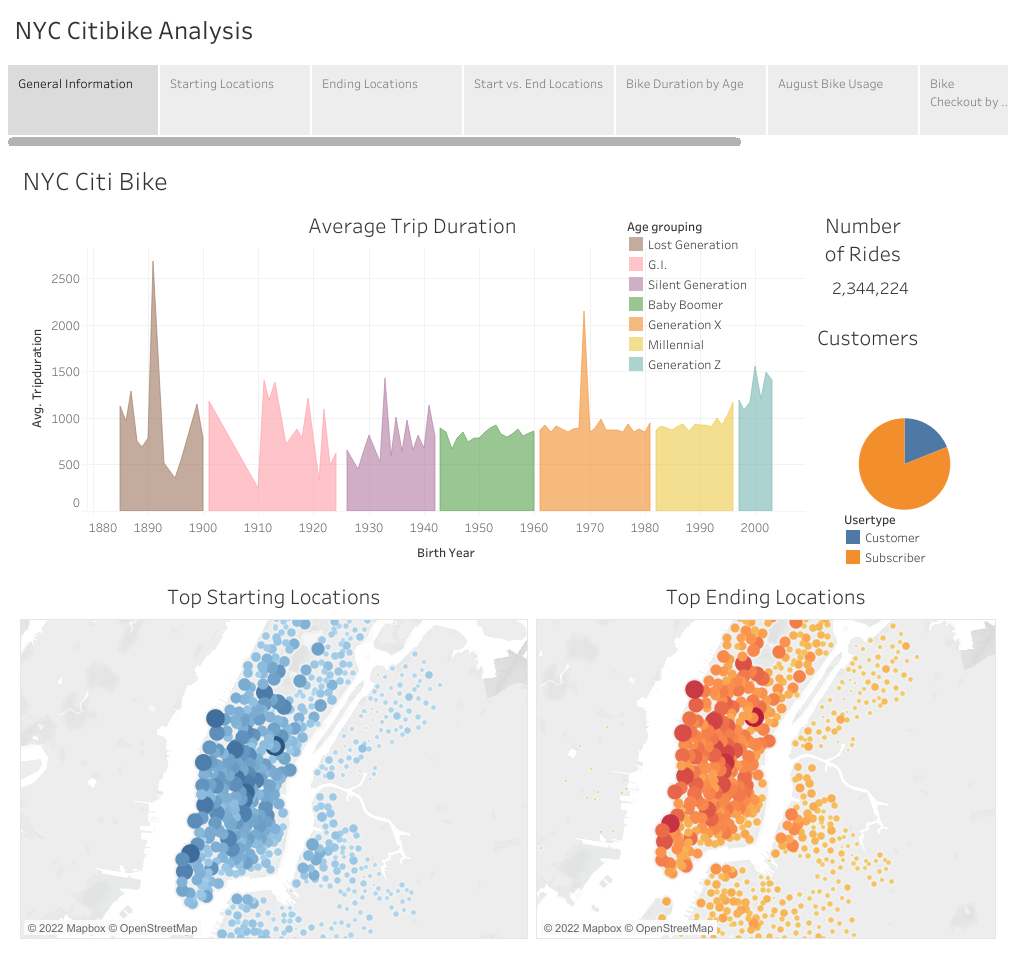 NYC Citibike Analysis
General Information
Starting Locations
Ending Locations
Start vs. End Locations
Bike Duration by Age
August Bike Usage
Bike
Checkout by ..
NYC Citi Bike
Average Trip Duration
Age grouping
Lost Generation
G.I.
Silent Generation
Baby Boomer
Generation X
Millennial
Generation Z
Avg. Tripduration
2500
2000
1500
1000
500
0
1880 1890 1900 1910 1920 1930 1940 1950 1960 1970 1980 1990 2000
Birth Year
Number
of Rides
2,344,224
Customers
Usertype
Customer
Subscriber
Top Starting Locations
© 2022 Mapbox © OpenStreetMap
Top Ending Locations
© 2022 Mapbox © OpenStreetMap